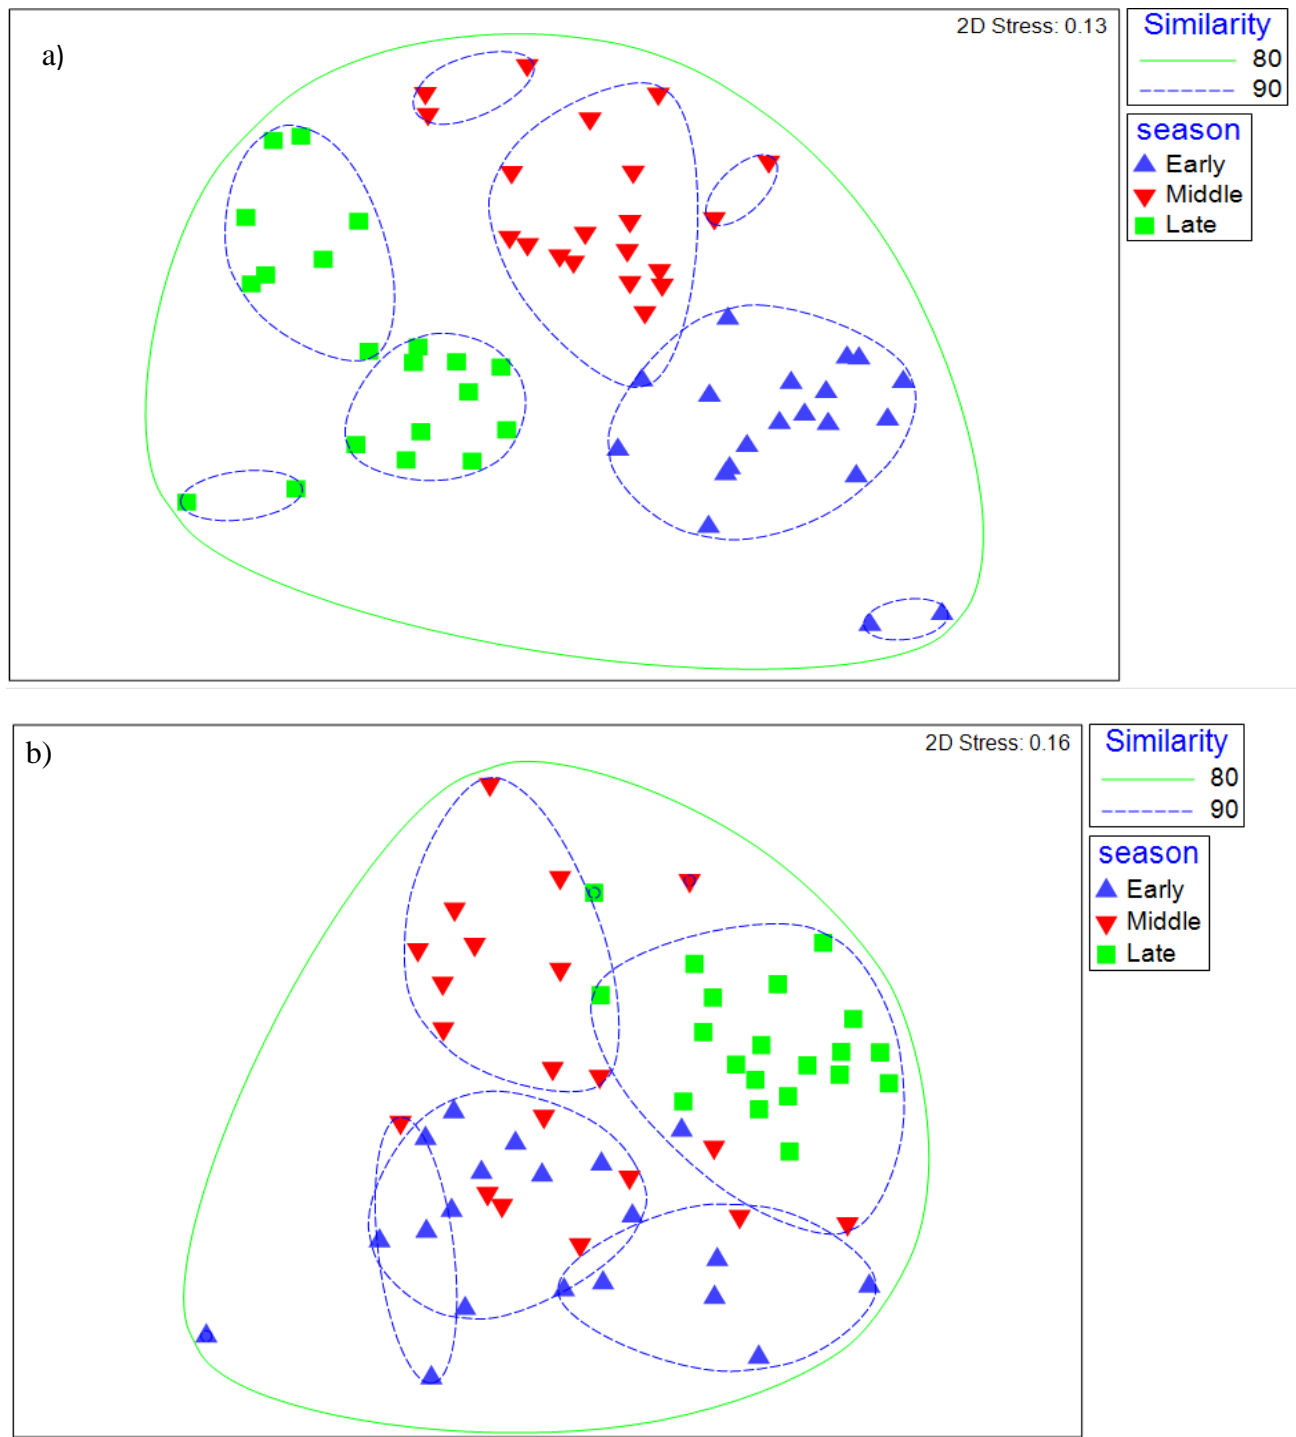 a)
2D Stress: 0.13
Similarity
80
90
season
Early
Middle
Late
b)
2D Stress: 0.16
Similarity
80
90
season
Early
Middle
Late